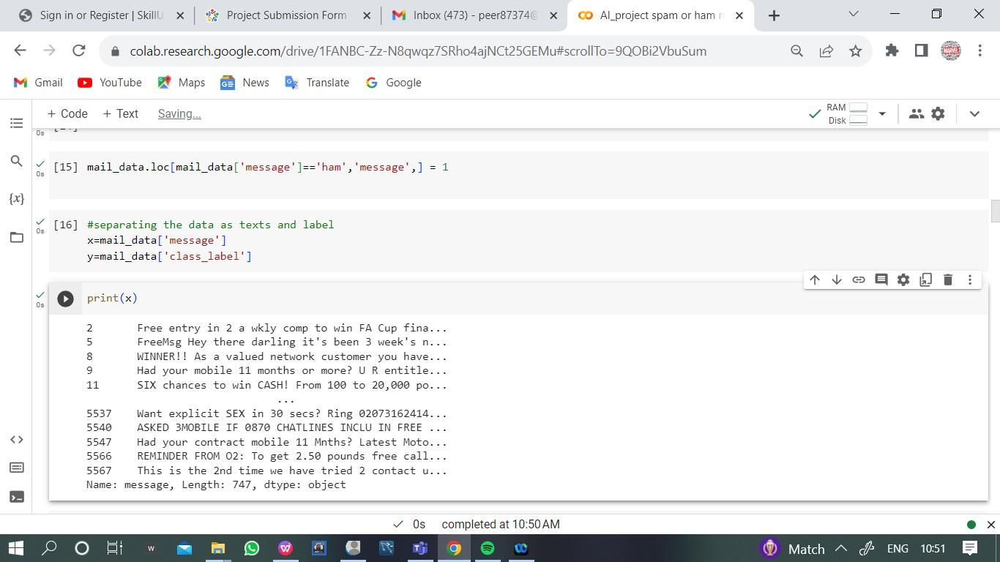 Sign in or Register | SkillU
Project Submission Form
Inbox (473) - peer87374@
AI_project spam or ham m
colab.research.google.com/drive/1FANBC-Zz-N8qwqz7SRho4ajNCt25GEMu#scrollTo=9QOBi2VbuSum
Gmail YouTube Maps News Translate Google
+ Code + Text Saving...
RAM
Disk
0s
[15] mail_data.loc[mail_data['message']=='ham','message',] = 1
0s
[16] #separating the data as texts and label
0s
x=mail_data['message']
y=mail_data['class_label']
print(x)
0s
2 Free entry in 2 a wkly comp to win FA Cup fina...
5 FreeMsg Hey there darling it's been 3 week's n...
8 WINNER!! As a valued network customer you have...
9 Had your mobile 11 months or more? U R entitle...
11 SIX chances to win CASH! From 100 to 20,000 po...
...
5537 Want explicit SEX in 30 secs? Ring 02073162414...
5540 ASKED 3MOBILE IF 0870 CHATLINES INCLU IN FREE ...
5547 Had your contract mobile 11 Mnths? Latest Moto...
5566 REMINDER FROM O2: To get 2.50 pounds free call...
5567 This is the 2nd time we have tried 2 contact u...
Name: message, Length: 747, dtype: object
0s completed at 10:50 AM
Match ENG 10:51